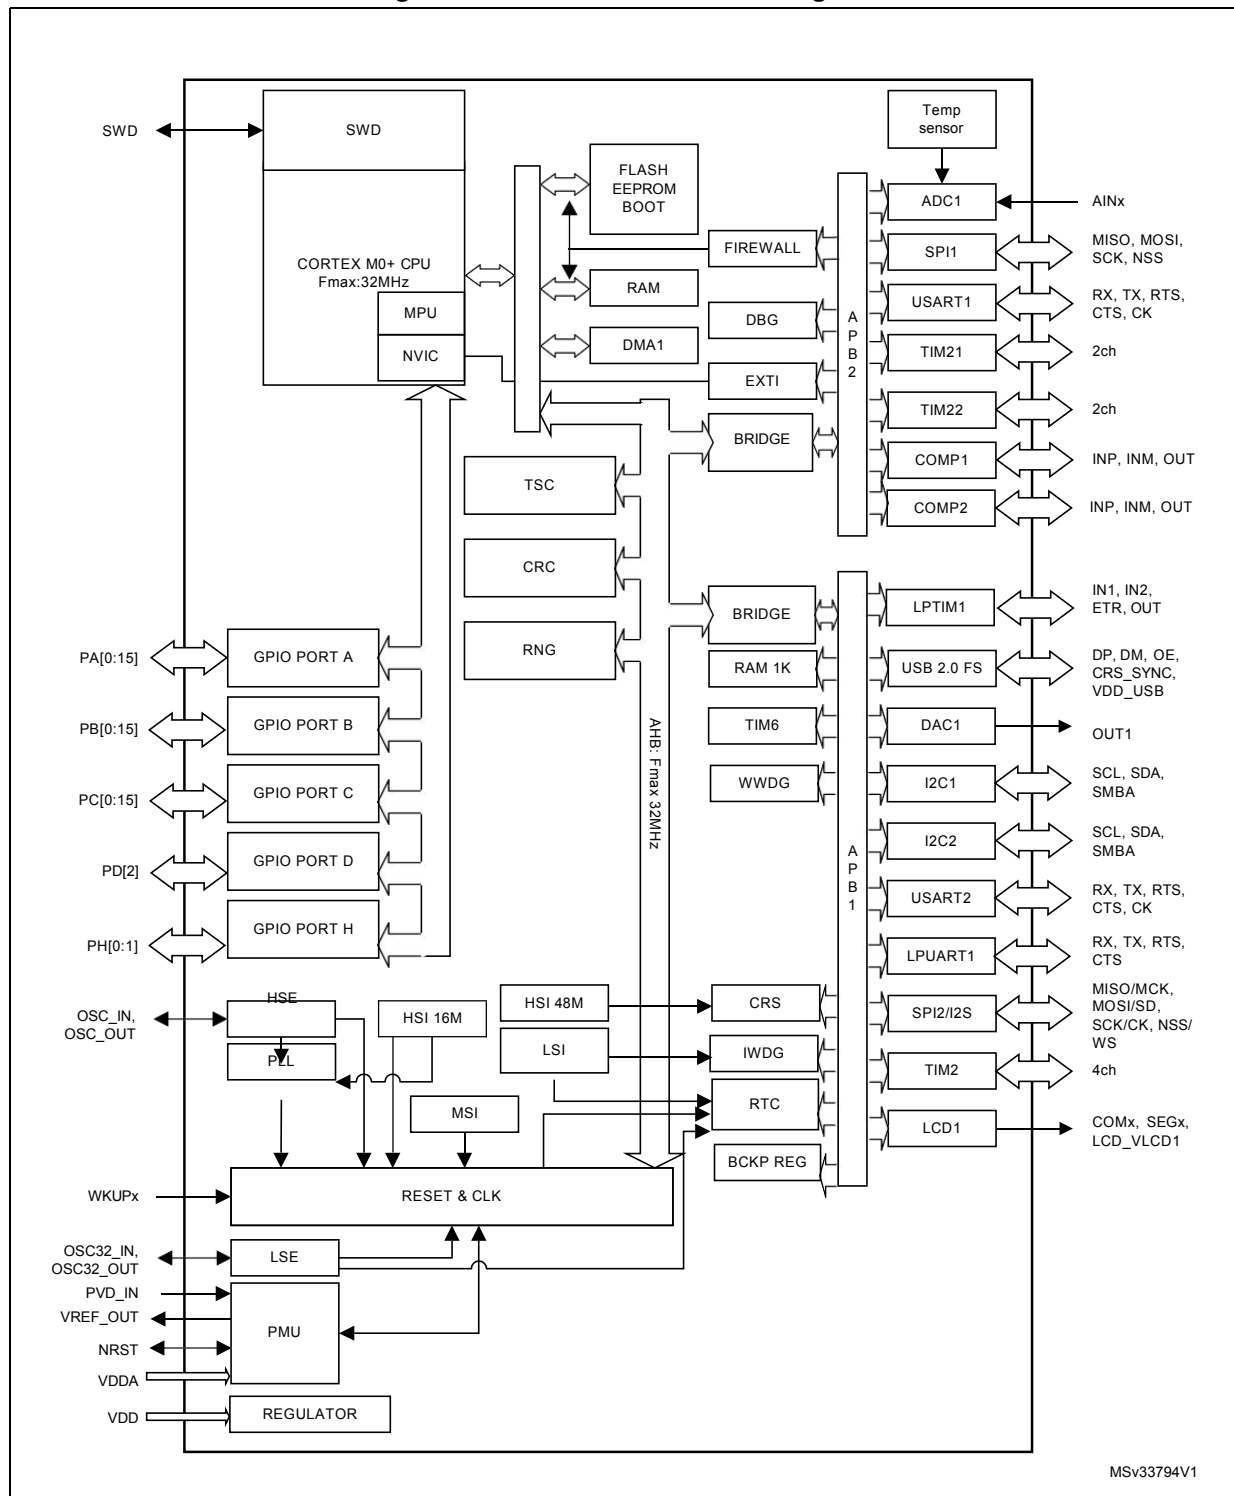 SWD
SWD
CORTEX M0+ CPU
Fmax:32MHz
MPU
NVIC
FLASH
EEPROM
BOOT
RAM
DMA1
FIREWALL
DBG
EXTI
BRIDGE
APB2
Temp
sensor
ADC1
AINx
SPI1
MISO, MOSI,
SCK, NSS
USART1
RX, TX, RTS,
CTS, CK
TIM21
2ch
TIM22
2ch
COMP1
INP, INM, OUT
COMP2
INP, INM, OUT
TSC
CRC
RNG
AHB: Fmax 32MHz
PA[0:15]
GPIO PORT A
PB[0:15]
GPIO PORT B
PC[0:15]
GPIO PORT C
PD[2]
GPIO PORT D
PH[0:1]
GPIO PORT H
BRIDGE
RAM 1K
TIM6
WWDG
APB1
LPTIM1
IN1, IN2,
ETR, OUT
USB 2.0 FS
DP, DM, OE,
CRS_SYNC,
VDD_USB
DAC1
OUT1
I2C1
SCL, SDA,
SMBA
I2C2
SCL, SDA,
SMBA
USART2
RX, TX, RTS,
CTS, CK
LPUART1
RX, TX, RTS,
CTS
SPI2/I2S
MISO/MCK,
MOSI/SD,
SCK/CK, NSS/
WS
TIM2
4ch
LCD1
COMx, SEGx,
LCD_VLCD1
OSC_IN,
OSC_OUT
HSE
PLL
HSI 16M
MSI
HSI 48M
LSI
CRS
IWDG
RTC
BCKP REG
WKUPx
RESET & CLK
OSC32_IN,
OSC32_OUT
LSE
PVD_IN
VREF_OUT
NRST
VDDA
PMU
VDD
REGULATOR
MSv33794V1